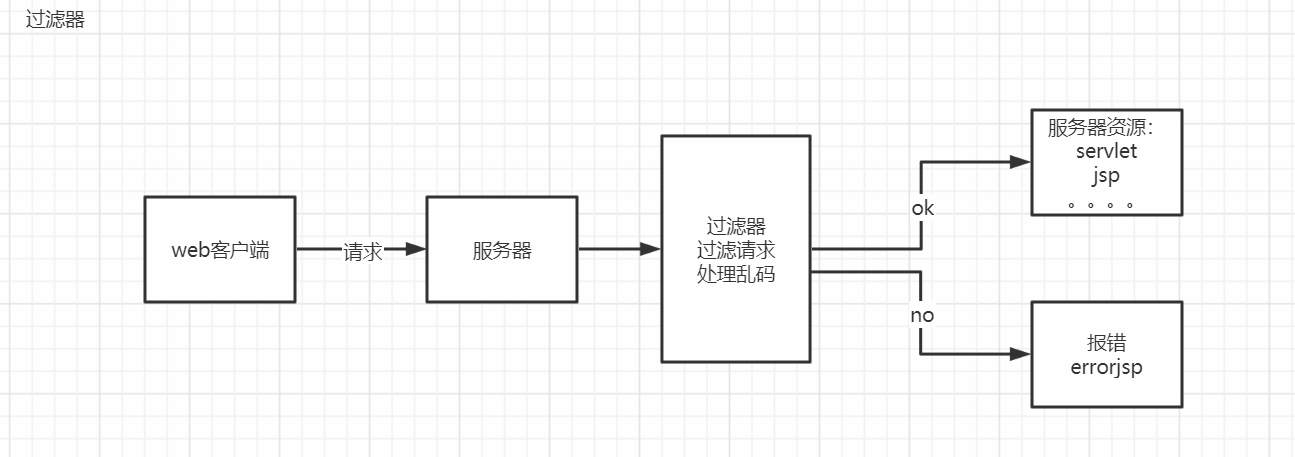 过滤器
web客户端
请求
服务器
过滤器
过滤请求
处理乱码
ok
服务器资源:
servlet
jsp
。。。。
no
报错
errorjsp